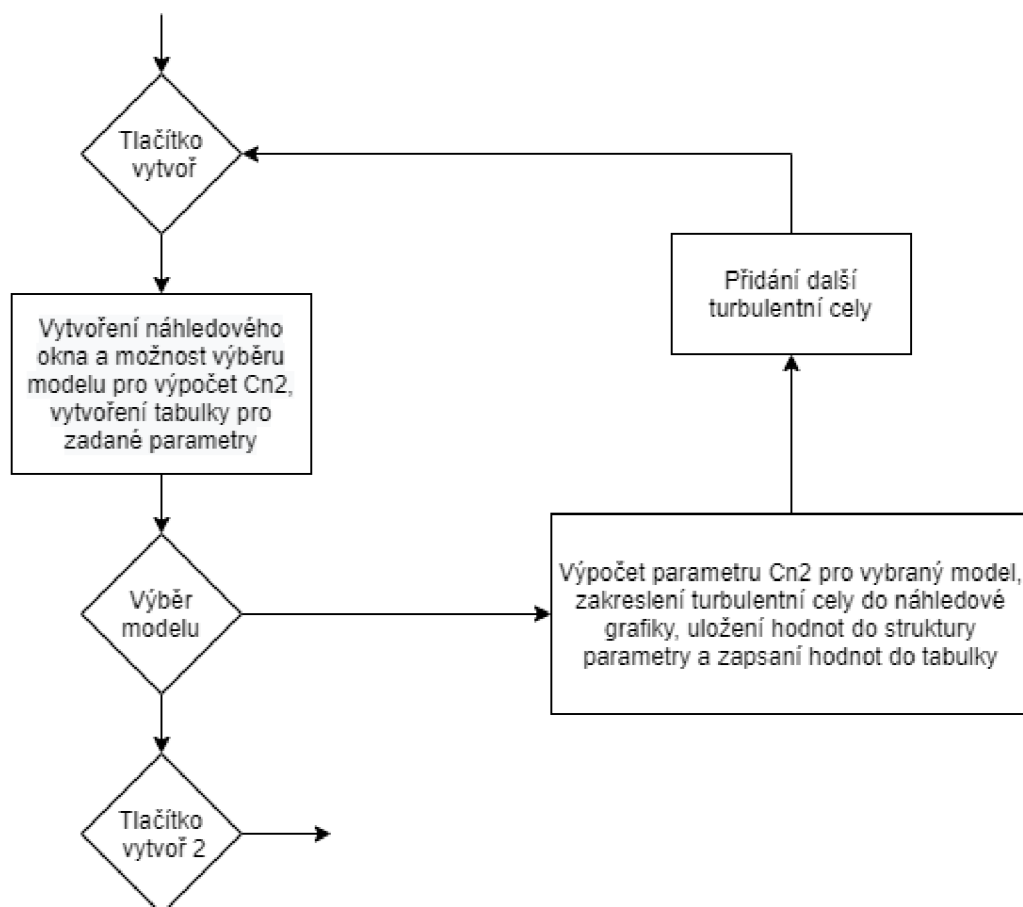 Tlačítko
vytvoř
Přidání další
turbulentní cely
Vytvoření náhledového
okna a možnost výběru
modelu pro výpočet Cn2,
vytvoření tabulky pro
zadané parametry
Výběr
modelu
Výpočet parametru Cn2 pro vybraný model,
zakreslení turbulentní cely do náhledové
grafiky, uložení hodnot do struktury
parametry a zapsaní hodnot do tabulky
Tlačítko
vytvoř 2